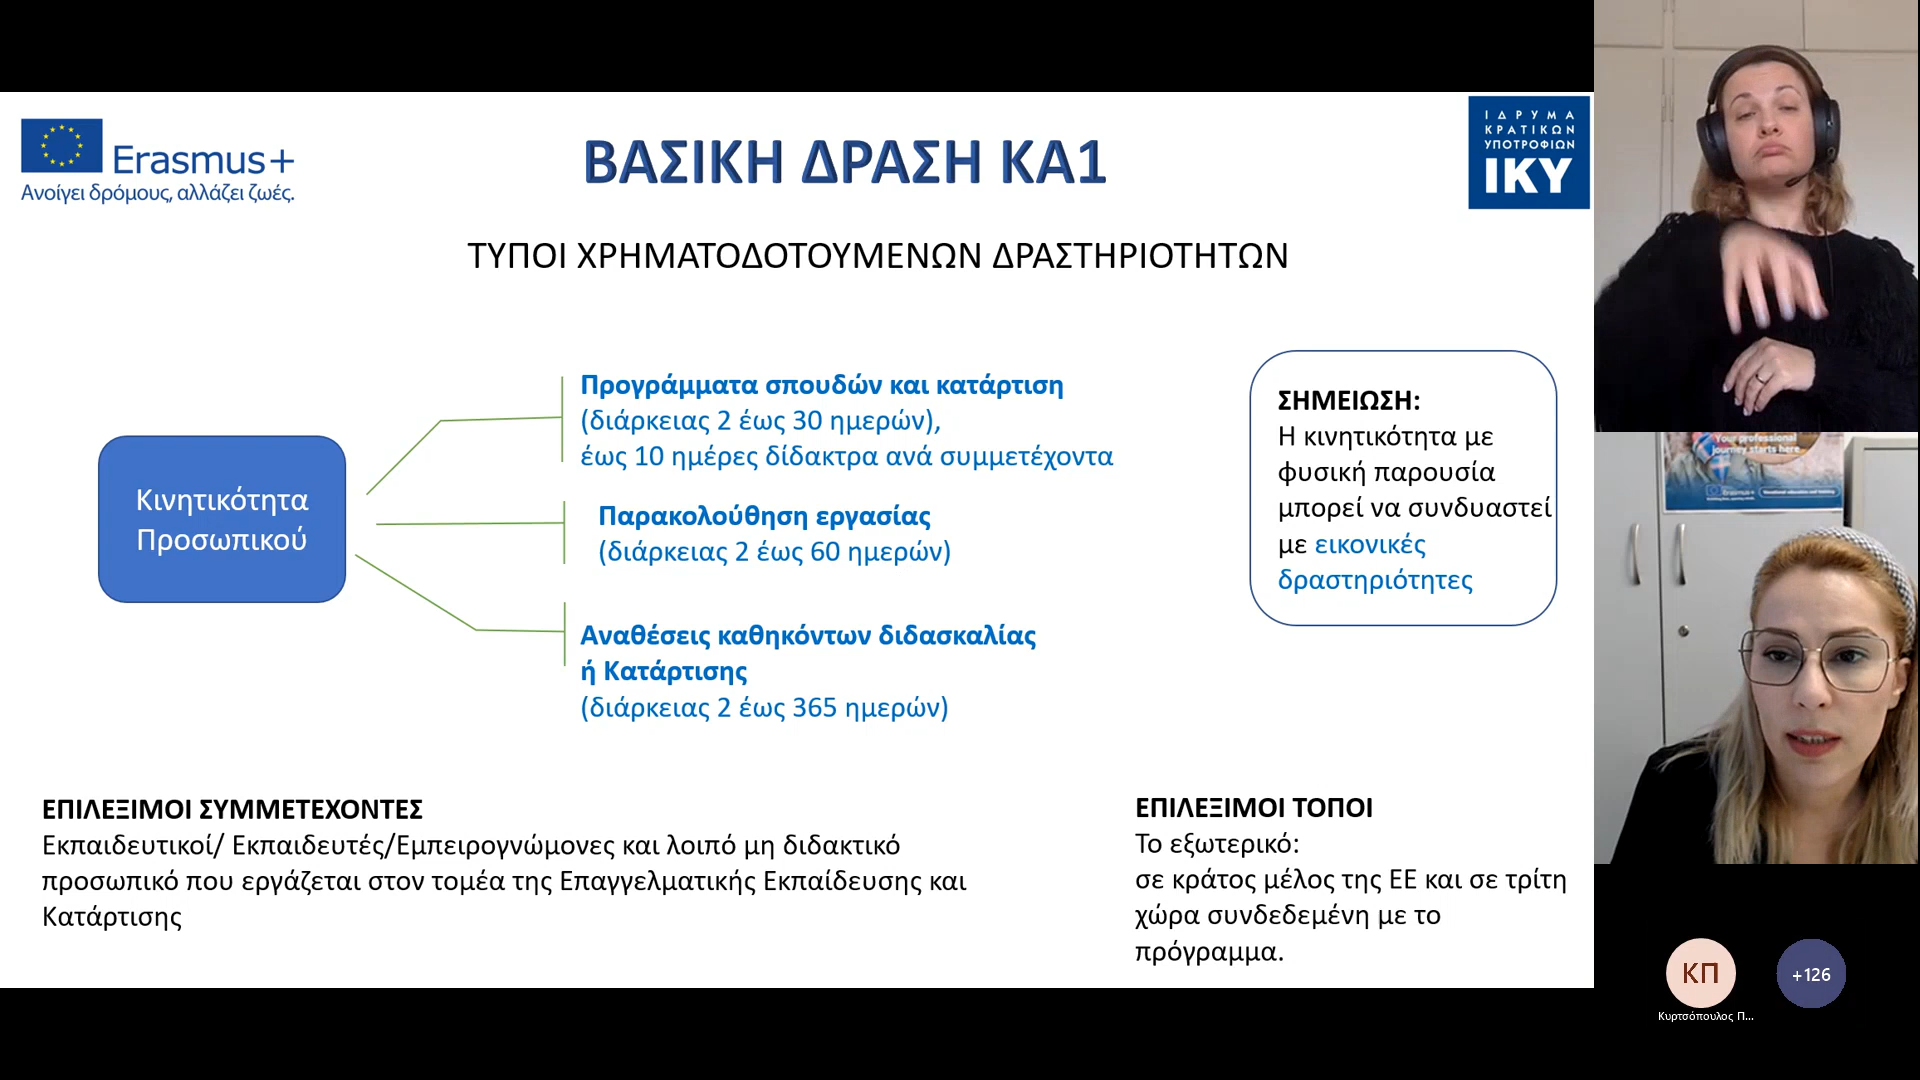 Erasmus+
Ανοίγει δρόμους, αλλάζει ζωές.
ΒΑΣΙΚΗ ΔΡΑΣΗ ΚΑ1
ΙΔΡΥΜΑ
ΚΡΑΤΙΚΩΝ
ΥΠΟΤΡΟΦΙΩΝ
ΙΚΥ
ΤΥΠΟΙ ΧΡΗΜΑΤΟΔΟΤΟΥΜΕΝΩΝ ΔΡΑΣΤΗΡΙΟΤΗΤΩΝ
Κινητικότητα
Προσωπικού
Προγράμματα σπουδών και κατάρτιση
(διάρκειας 2 έως 30 ημερών),
έως 10 ημέρες δίδακτρα ανά συμμετέχοντα
Παρακολούθηση εργασίας
(διάρκειας 2 έως 60 ημερών)
Αναθέσεις καθηκόντων διδασκαλίας
ή Κατάρτισης
(διάρκειας 2 έως 365 ημερών)
ΣΗΜΕΙΩΣΗ:
Η κινητικότητα με
φυσική παρουσία
μπορεί να συνδυαστεί
με εικονικές
δραστηριότητες
ΕΠΙΛΕΞΙΜΟΙ ΣΥΜΜΕΤΕΧΟΝΤΕΣ
Εκπαιδευτικοί/ Εκπαιδευτές/Εμπειρογνώμονες και λοιπό μη διδακτικό
προσωπικό που εργάζεται στον τομέα της Επαγγελματικής Εκπαίδευσης και
Κατάρτισης
ΕΠΙΛΕΞΙΜΟΙ ΤΟΠΟΙ
Το εξωτερικό:
σε κράτος μέλος της ΕΕ και σε τρίτη
χώρα συνδεδεμένη με το
πρόγραμμα.
Your professional
journey starts here
ΚΠ
+126
Κυρτσόπουλος Π...